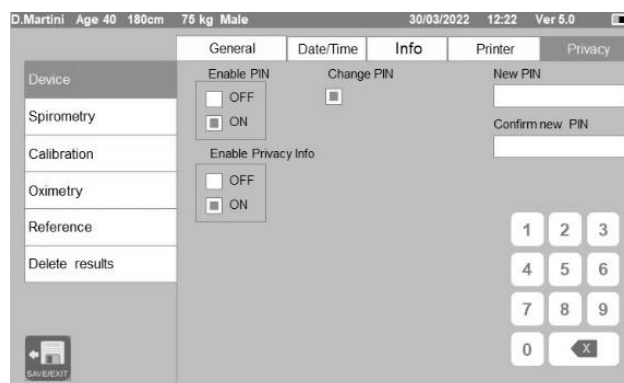 D.Martini Age 40 180cm 75 kg Male 30/03/2022 12:22 Ver 5.0
General Date/Time Info Printer Privacy
Device
Spirometry
Calibration
Oximetry
Reference
Delete results
Enable PIN
OFF
ON
Change PIN
New PIN
Confirm new PIN
Enable Privacy Info
OFF
ON
1 2 3
4 5 6
7 8 9
0 X
SAVE/EXIT